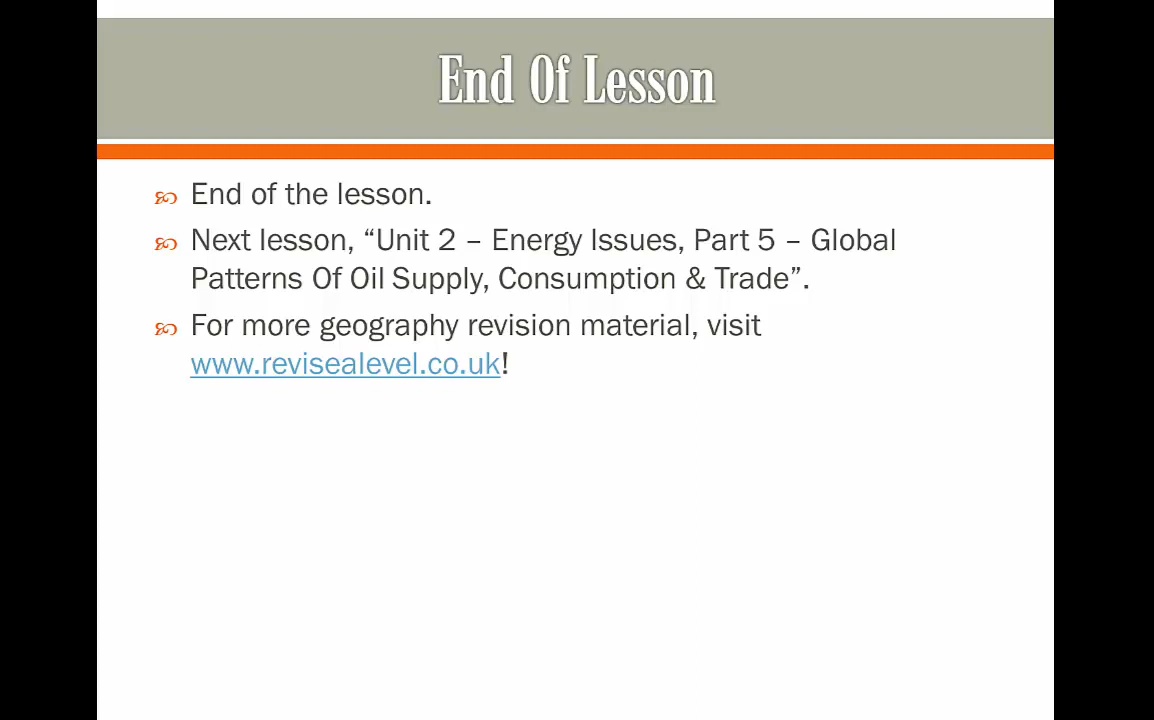 End Of Lesson
End of the lesson.
Next lesson, “Unit 2 – Energy Issues, Part 5 – Global
Patterns Of Oil Supply, Consumption & Trade”.
For more geography revision material, visit
www.revisealevel.co.uk!